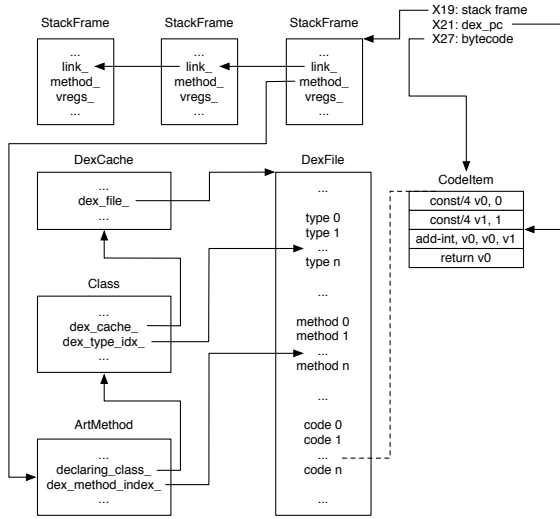 StackFrame
...
link_
method_
vregs_
...
StackFrame
...
link_
method_
vregs_
...
StackFrame
...
link_
method_
vregs_
...
X19: stack frame
X21: dex_pc
X27: bytecode
DexCache
...
dex_file_
...
Class
...
dex_cache_
dex_type_idx_
...
ArtMethod
...
declaring_class_
dex_method_index_
...
DexFile
...
type 0
type 1
...
type n
...
method 0
method 1
...
method n
...
code 0
code 1
...
code n
...
CodeItem
const/4 v0, 0
const/4 v1, 1
add-int, v0, v0, v1
return v0